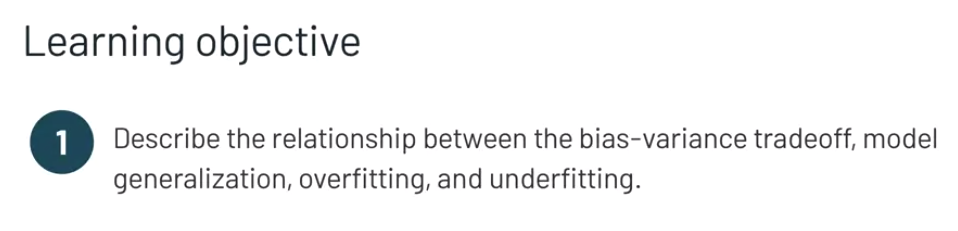 Learning objective
1
Describe the relationship between the bias-variance tradeoff, model
generalization, overfitting, and underfitting.